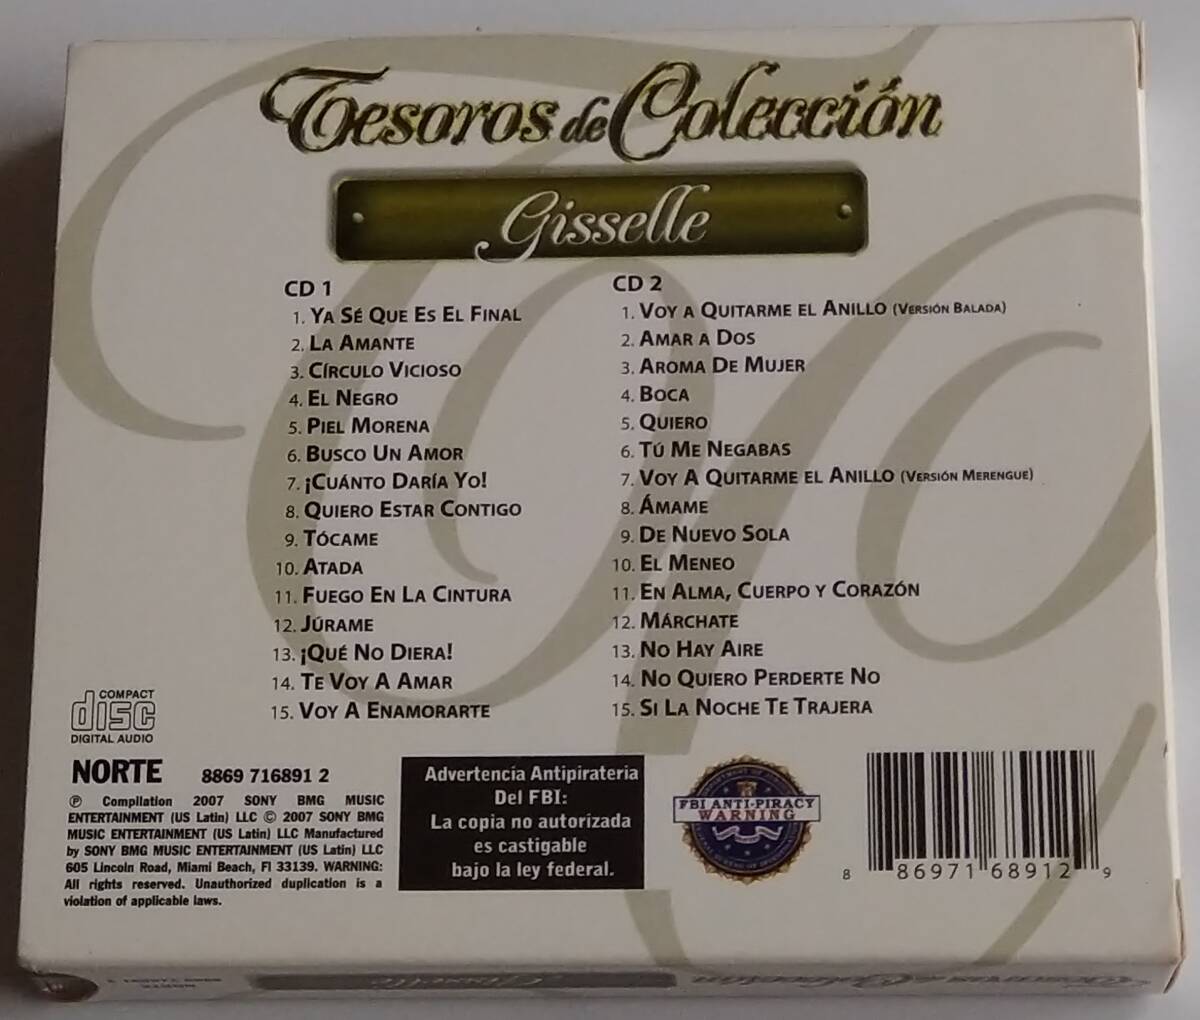 Tesoros de Colección
Gisselle
CD 1
1. Ya Sé Que Es El Final
2. La Amante
3. Círculo Vicioso
4. El Negro
5. Piel Morena
6. Busco Un Amor
7. ¡Cuánto Daría Yo!
8. Quiero Estar Contigo
9. Tócame
10. Atada
11. Fuego En La Cintura
12. Júrame
13. ¡Qué No Diera!
14. Te Voy A Amar
15. Voy A Enamorarte
CD 2
1. Voy a Quitarme el Anillo (Versión Balada)
2. Amar a Dos
3. Aroma De Mujer
4. Boca
5. Quiero
6. Tú Me Negabas
7. Voy A Quitarme el Anillo (Versión Merengue)
8. Ámame
9. De Nuevo Sola
10. El Meneo
11. En Alma, Cuerpo y Corazón
12. Márchate
13. No Hay Aire
14. No Quiero Perderte No
15. Si La Noche Te Trajera
COMPACT
disc
DIGITAL AUDIO
NORTE 8869 716891 2
℗ Compilation 2007 SONY BMG MUSIC
ENTERTAINMENT (US Latin) LLC © 2007 SONY BMG
MUSIC ENTERTAINMENT (US Latin) LLC Manufactured
by SONY BMG MUSIC ENTERTAINMENT (US Latin) LLC
605 Lincoln Road, Miami Beach, Fl 33139. WARNING:
All rights reserved. Unauthorized duplication is a
violation of applicable laws.
Advertencia Antipirateria
Del FBI:
La copia no autorizada
es castigable
bajo la ley federal.
FBI ANTI-PIRACY
WARNING
8 86971 68912 9
Gisselle
Tesoros de Colección